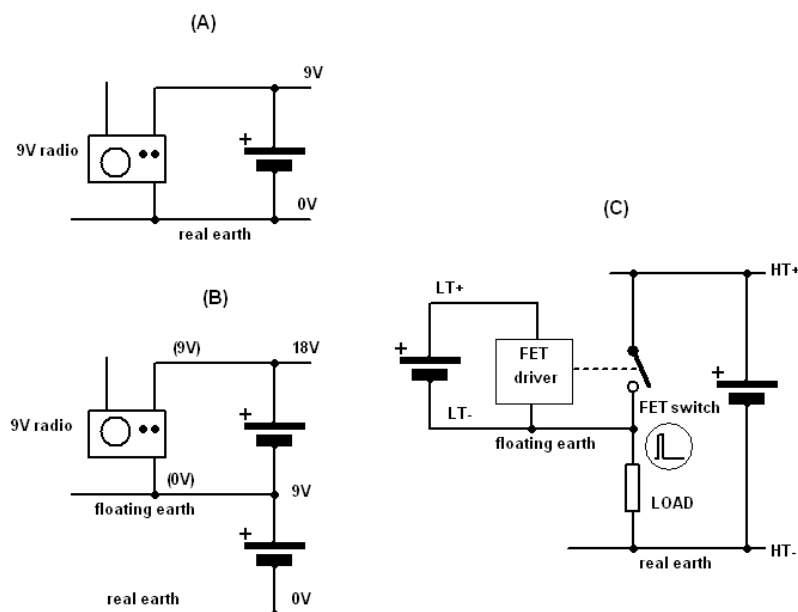 (A)
9V
9V radio
+
0V
real earth
(B)
(9V)
18V
+
9V radio
(0V)
9V
floating earth
+
real earth
0V
(C)
HT+
LT+
+
FET
driver
+
FET switch
LT-
floating earth
LOAD
real earth
HT-